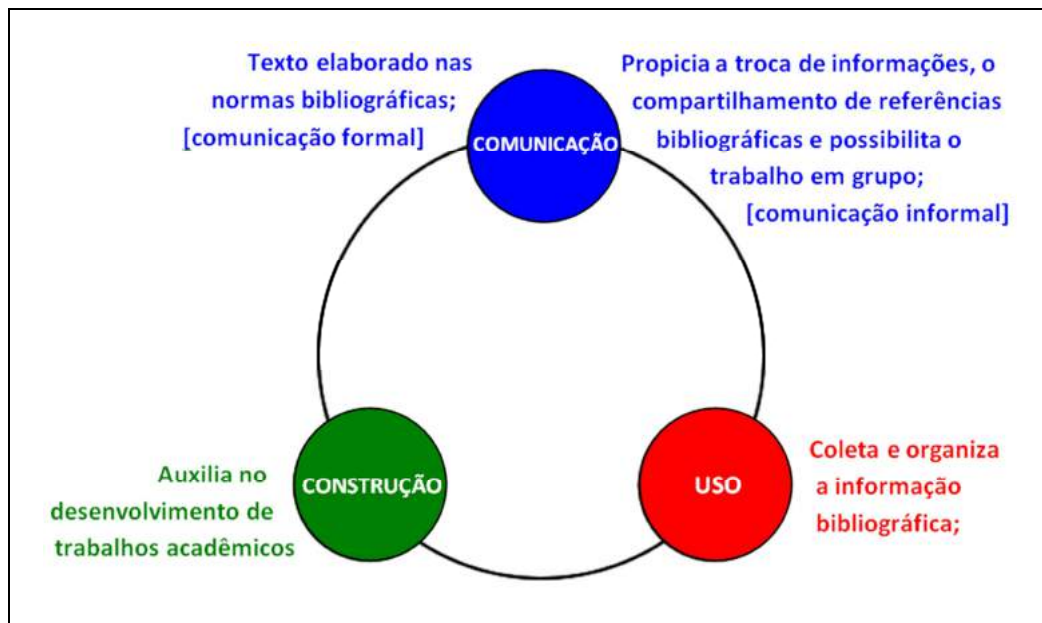 Texto elaborado nas
normas bibliográficas;
[comunicação formal]
COMUNICAÇÃO
Propicia a troca de informações, o
compartilhamento de referências
bibliográficas e possibilita o
trabalho em grupo;
[comunicação informal]
Auxilia no
desenvolvimento de
trabalhos acadêmicos
CONSTRUÇÃO
USO
Coleta e organiza
a informação
bibliográfica;